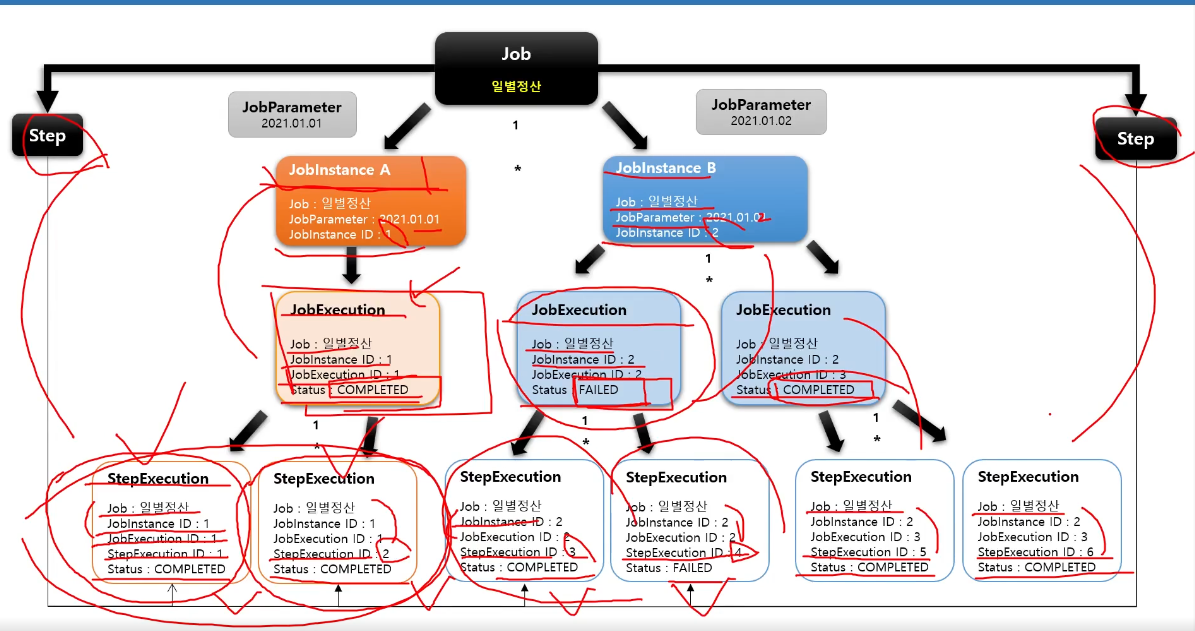 Job
일별정산
JobParameter
2021.01.01
JobParameter
2021.01.02
Step
Step
1
*
JobInstance A
Job : 일별정산
JobParameter : 2021.01.01
JobInstance ID : 1
JobInstance B
Job : 일별정산
JobParameter : 2021.01.01
JobInstance ID : 2
1
*
JobExecution
Job : 일별정산
JobInstance ID : 1
JobExecution ID : 1
Status : COMPLETED
JobExecution
Job : 일별정산
JobInstance ID : 2
JobExecution ID : 2
Status : FAILED
JobExecution
Job : 일별정산
JobInstance ID : 2
JobExecution ID : 3
Status : COMPLETED
1
*
1
*
1
*
StepExecution
Job : 일별정산
JobInstance ID : 1
JobExecution ID : 1
StepExecution ID : 1
Status : COMPLETED
StepExecution
Job : 일별정산
JobInstance ID : 1
JobExecution ID : 1
StepExecution ID : 2
Status : COMPLETED
StepExecution
Job : 일별정산
JobInstance ID : 2
JobExecution ID : 2
StepExecution ID : 3
Status : COMPLETED
StepExecution
Job : 일별정산
JobInstance ID : 2
JobExecution ID : 2
StepExecution ID : 4
Status : FAILED
StepExecution
Job : 일별정산
JobInstance ID : 2
JobExecution ID : 3
StepExecution ID : 5
Status : COMPLETED
StepExecution
Job : 일별정산
JobInstance ID : 2
JobExecution ID : 3
StepExecution ID : 6
Status : COMPLETED